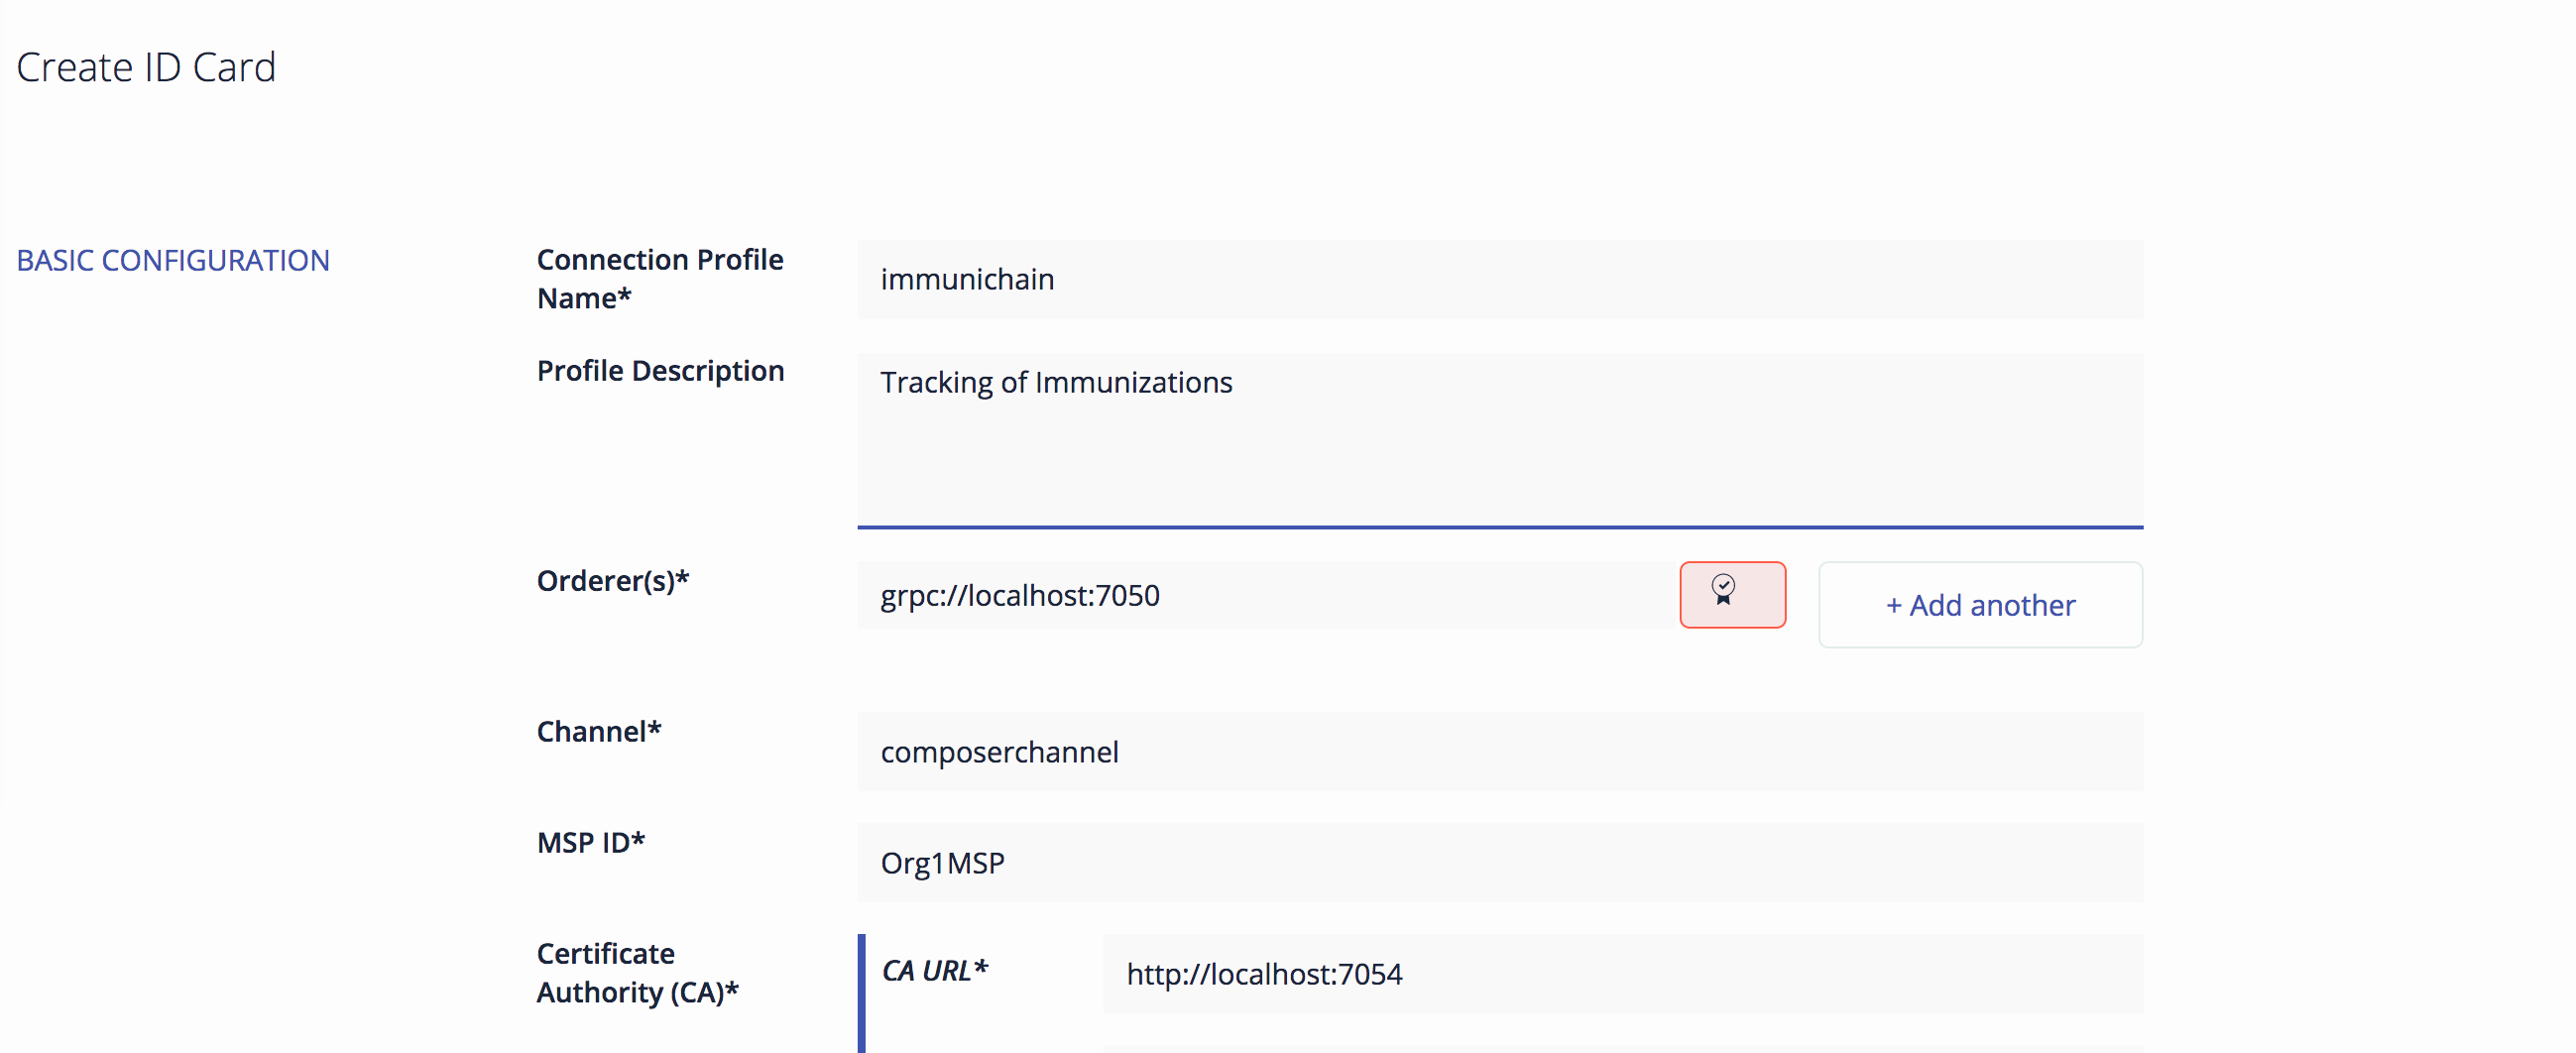 Create ID Card
BASIC CONFIGURATION
Connection Profile
Name*
immunichain
Profile Description
Tracking of Immunizations
Orderer(s)*
grpc://localhost:7050
+ Add another
Channel*
composerchannel
MSP ID*
Org1MSP
Certificate
Authority (CA)*
CA URL*
http://localhost:7054